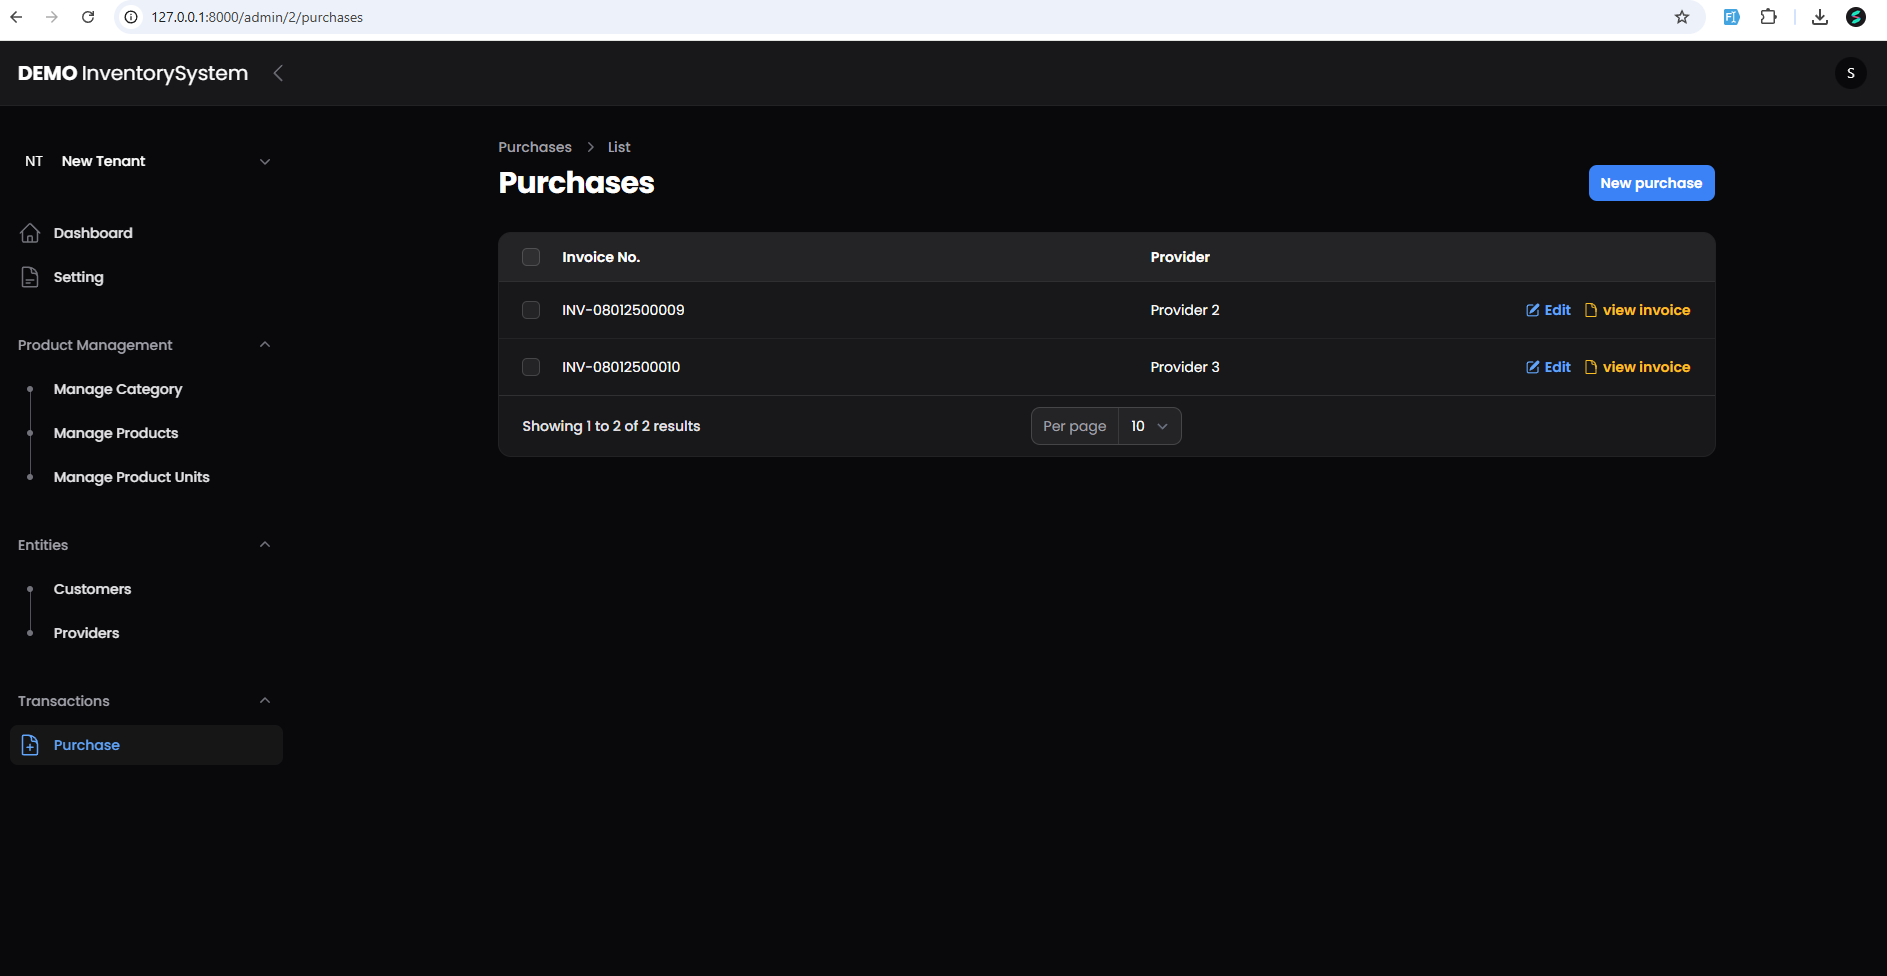 127.0.0.1:8000/admin/2/purchases
DEMO InventorySystem
S
NT New Tenant
Dashboard
Setting
Product Management
Manage Category
Manage Products
Manage Product Units
Entities
Customers
Providers
Transactions
Purchase
Purchases > List
Purchases
New purchase
Invoice No. Provider
INV-08012500009 Provider 2 Edit view invoice
INV-08012500010 Provider 3 Edit view invoice
Showing 1 to 2 of 2 results Per page 10